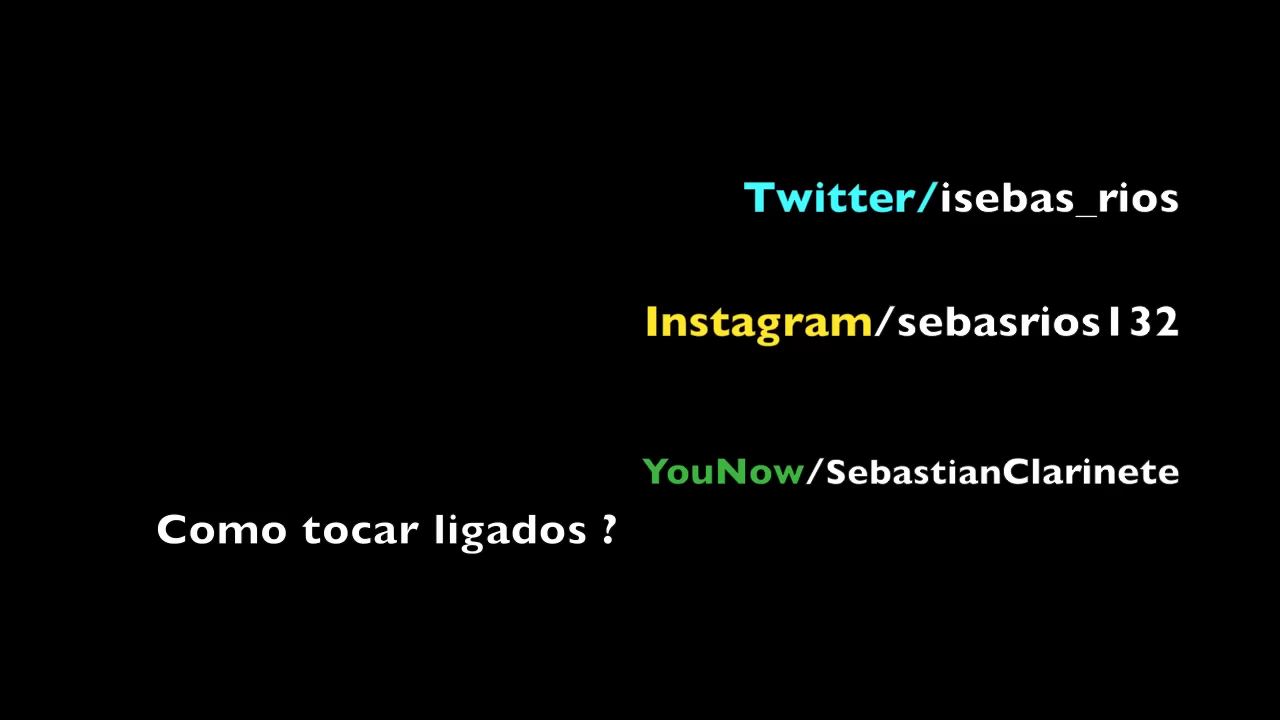 Twitter/isebas_rios
Instagram/sebasrios132
YouNow/SebastianClarinete
Como tocar ligados ?